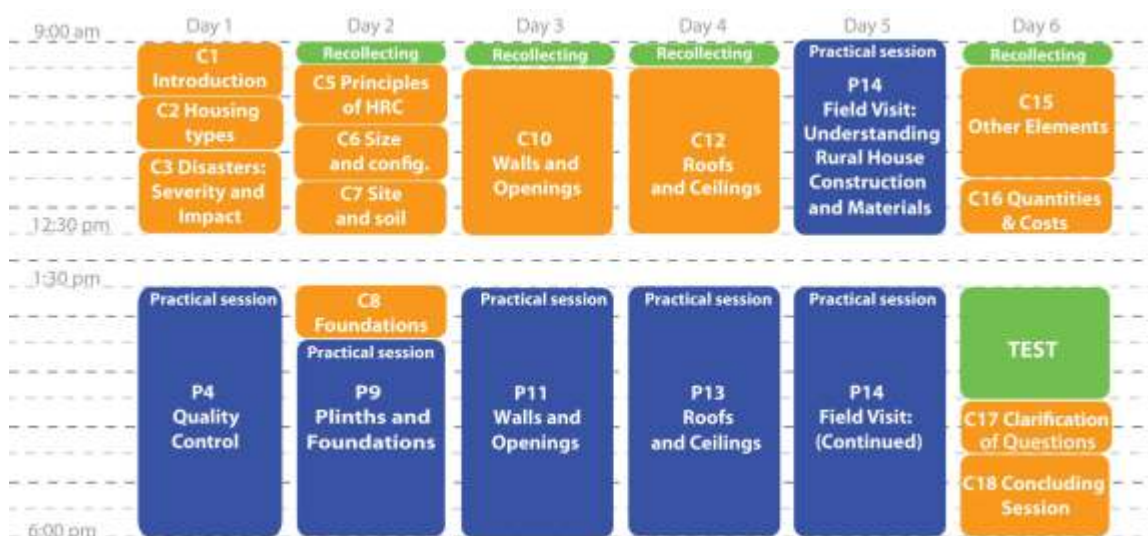 Day 1
Day 2
Day 3
Day 4
Day 5
Day 6
9:00 am
C1
Introduction
C2 Housing
types
C3 Disasters:
Severity and
Impact
Recollecting
C5 Principles
of HRC
C6 Size
and config.
C7 Site
and soil
Recollecting
C10
Walls and
Openings
Recollecting
C12
Roofs
and Ceilings
Practical session
P14
Field Visit:
Understanding
Rural House
Construction
and Materials
Recollecting
C15
Other Elements
C16 Quantities
& Costs
12:30 pm
1:30 pm
Practical session
P4
Quality
Control
C8
Foundations
Practical session
P9
Plinths and
Foundations
Practical session
P11
Walls and
Openings
Practical session
P13
Roofs
and Ceilings
Practical session
P14
Field Visit:
(Continued)
TEST
C17 Clarification
of Questions
C18 Concluding
Session
6:00 pm